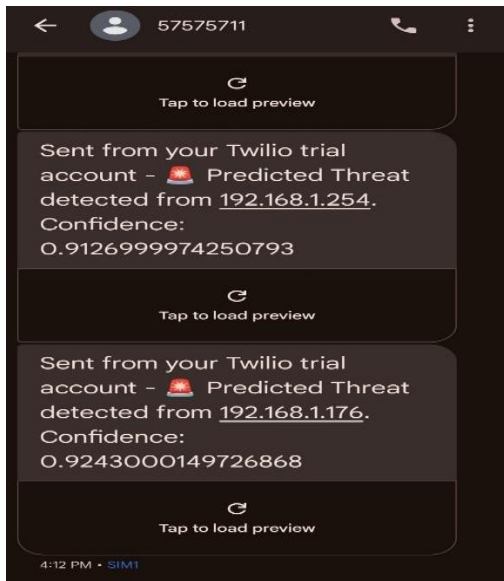 57575711
Tap to load preview
Sent from your Twilio trial
account - 🚨 Predicted Threat
detected from 192.168.1.254.
Confidence:
0.9126999974250793
Tap to load preview
Sent from your Twilio trial
account - 🚨 Predicted Threat
detected from 192.168.1.176.
Confidence:
0.9243000149726868
Tap to load preview
4:12 PM • SIM1